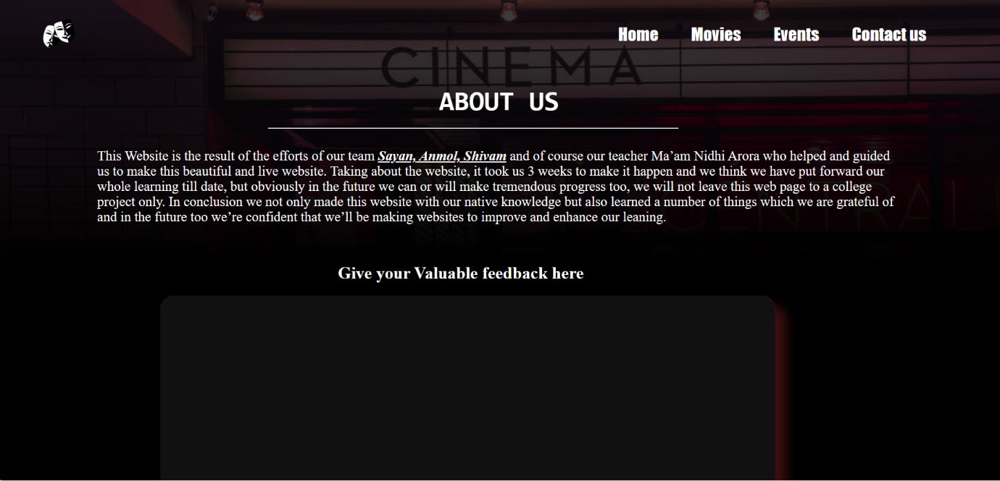 Home Movies Events Contact us
CINEMA
ABOUT US
This Website is the result of the efforts of our team Sayan, Anmol, Shivam and of course our teacher Ma’am Nidhi Arora who helped and guided
us to make this beautiful and live website. Taking about the website, it took us 3 weeks to make it happen and we think we have put forward our
whole learning till date, but obviously in the future we can or will make tremendous progress too, we will not leave this web page to a college
project only. In conclusion we not only made this website with our native knowledge but also learned a number of things which we are grateful of
and in the future too we’re confident that we’ll be making websites to improve and enhance our leaning.
CENTRAL
Give your Valuable feedback here